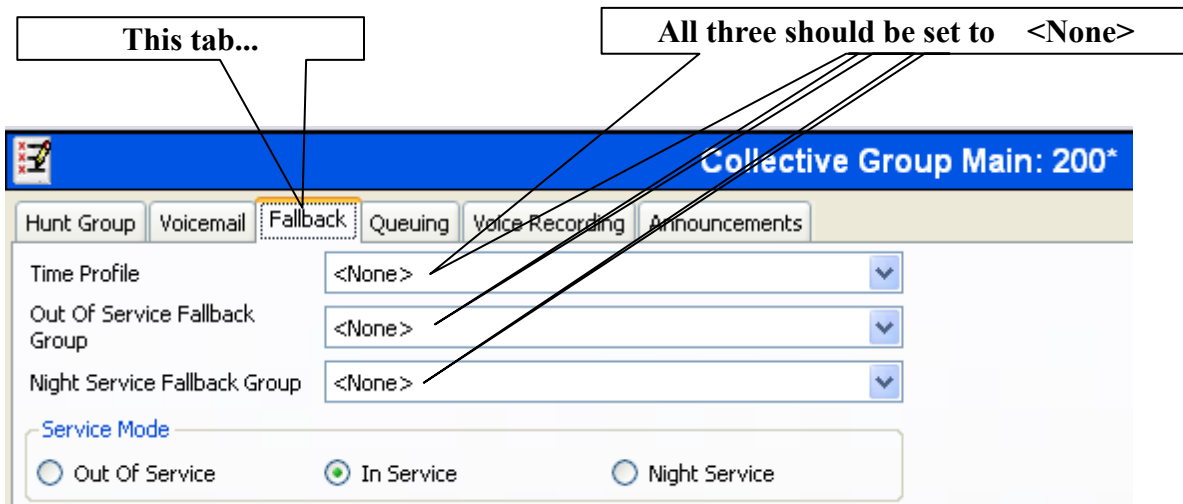 This tab...
All three should be set to <None>
Collective Group Main: 200*
Hunt Group Voicemail Fallback Queuing Voice Recording Announcements
Time Profile <None>
Out Of Service Fallback
Group <None>
Night Service Fallback Group <None>
Service Mode
Out Of Service In Service Night Service